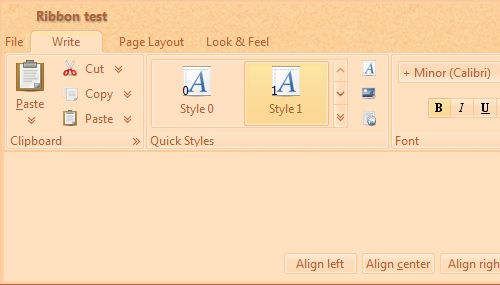 Ribbon test
File Write Page Layout Look & Feel
Cut
Copy
Paste
Paste
0 A
Style 0
1 A
Style 1
+ Minor (Calibri)
B I U
Clipboard Quick Styles Font
Align left Align center Align righ